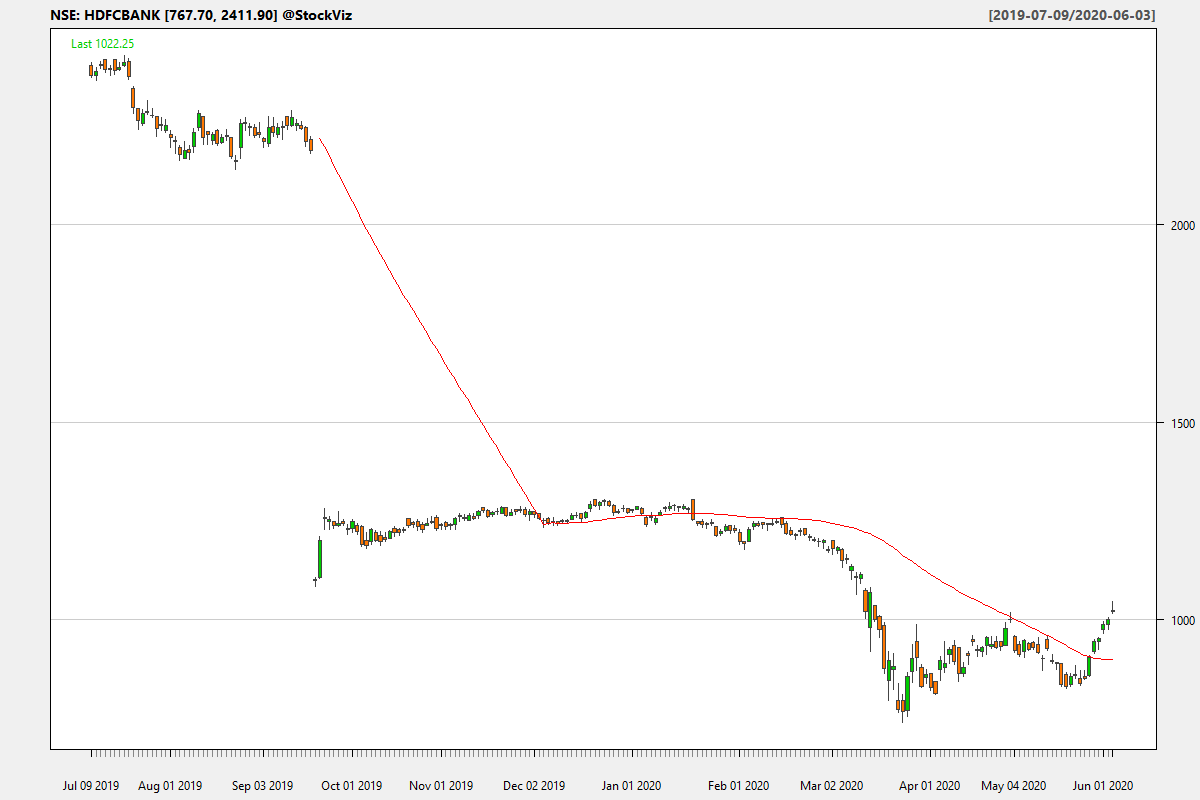 NSE: HDFCBANK [767.70, 2411.90] @StockViz
[2019-07-09/2020-06-03]
Last 1022.25
2000
1500
1000
Jul 09 2019 Aug 01 2019 Sep 03 2019 Oct 01 2019 Nov 01 2019 Dec 02 2019 Jan 01 2020 Feb 01 2020 Mar 02 2020 Apr 01 2020 May 04 2020 Jun 01 2020